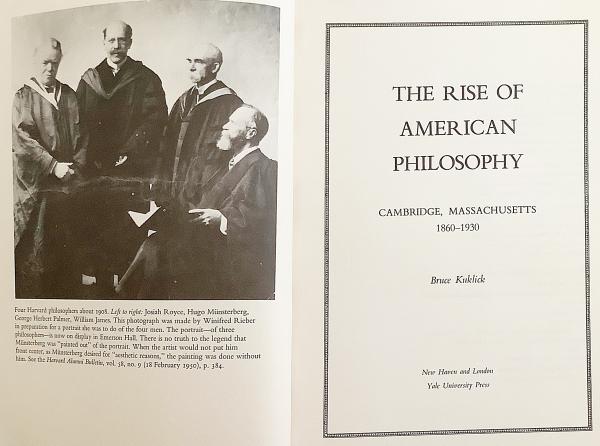 Four Harvard philosophers about 1908. Left to right: Josiah Royce, Hugo Münsterberg,
George Herbert Palmer, William James. This photograph was made by Winifred Rieber
in preparation for a portrait she was to do of the four men. The portrait—of three
philosophers—is now on display in Emerson Hall. There is no truth to the legend that
Münsterberg was "painted out" of the portrait. When the artist would not put him
front center, as Münsterberg desired for "aesthetic reasons," the painting was done without
him. See the Harvard Alumni Bulletin, vol. 58, no. 9 (18 February 1950), p. 384.
THE RISE OF
AMERICAN
PHILOSOPHY
CAMBRIDGE, MASSACHUSETTS
1860–1930
Bruce Kuklick
New Haven and London
Yale University Press